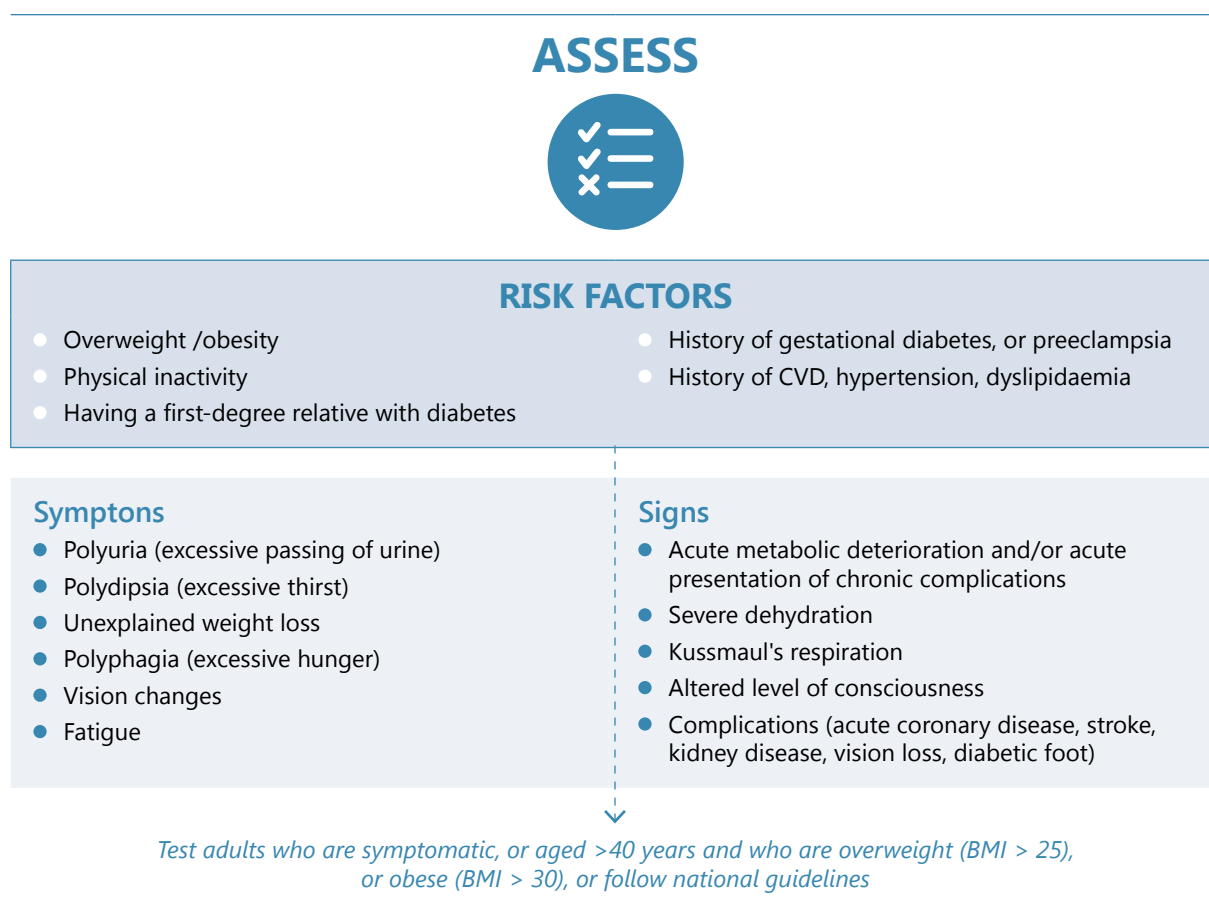 ASSESS
RISK FACTORS
Overweight /obesity
Physical inactivity
Having a first-degree relative with diabetes
History of gestational diabetes, or preeclampsia
History of CVD, hypertension, dyslipidaemia
Symptons
Polyuria (excessive passing of urine)
Polydipsia (excessive thirst)
Unexplained weight loss
Polyphagia (excessive hunger)
Vision changes
Fatigue
Signs
Acute metabolic deterioration and/or acute
presentation of chronic complications
Severe dehydration
Kussmaul's respiration
Altered level of consciousness
Complications (acute coronary disease, stroke,
kidney disease, vision loss, diabetic foot)
Test adults who are symptomatic, or aged >40 years and who are overweight (BMI > 25),
or obese (BMI > 30), or follow national guidelines